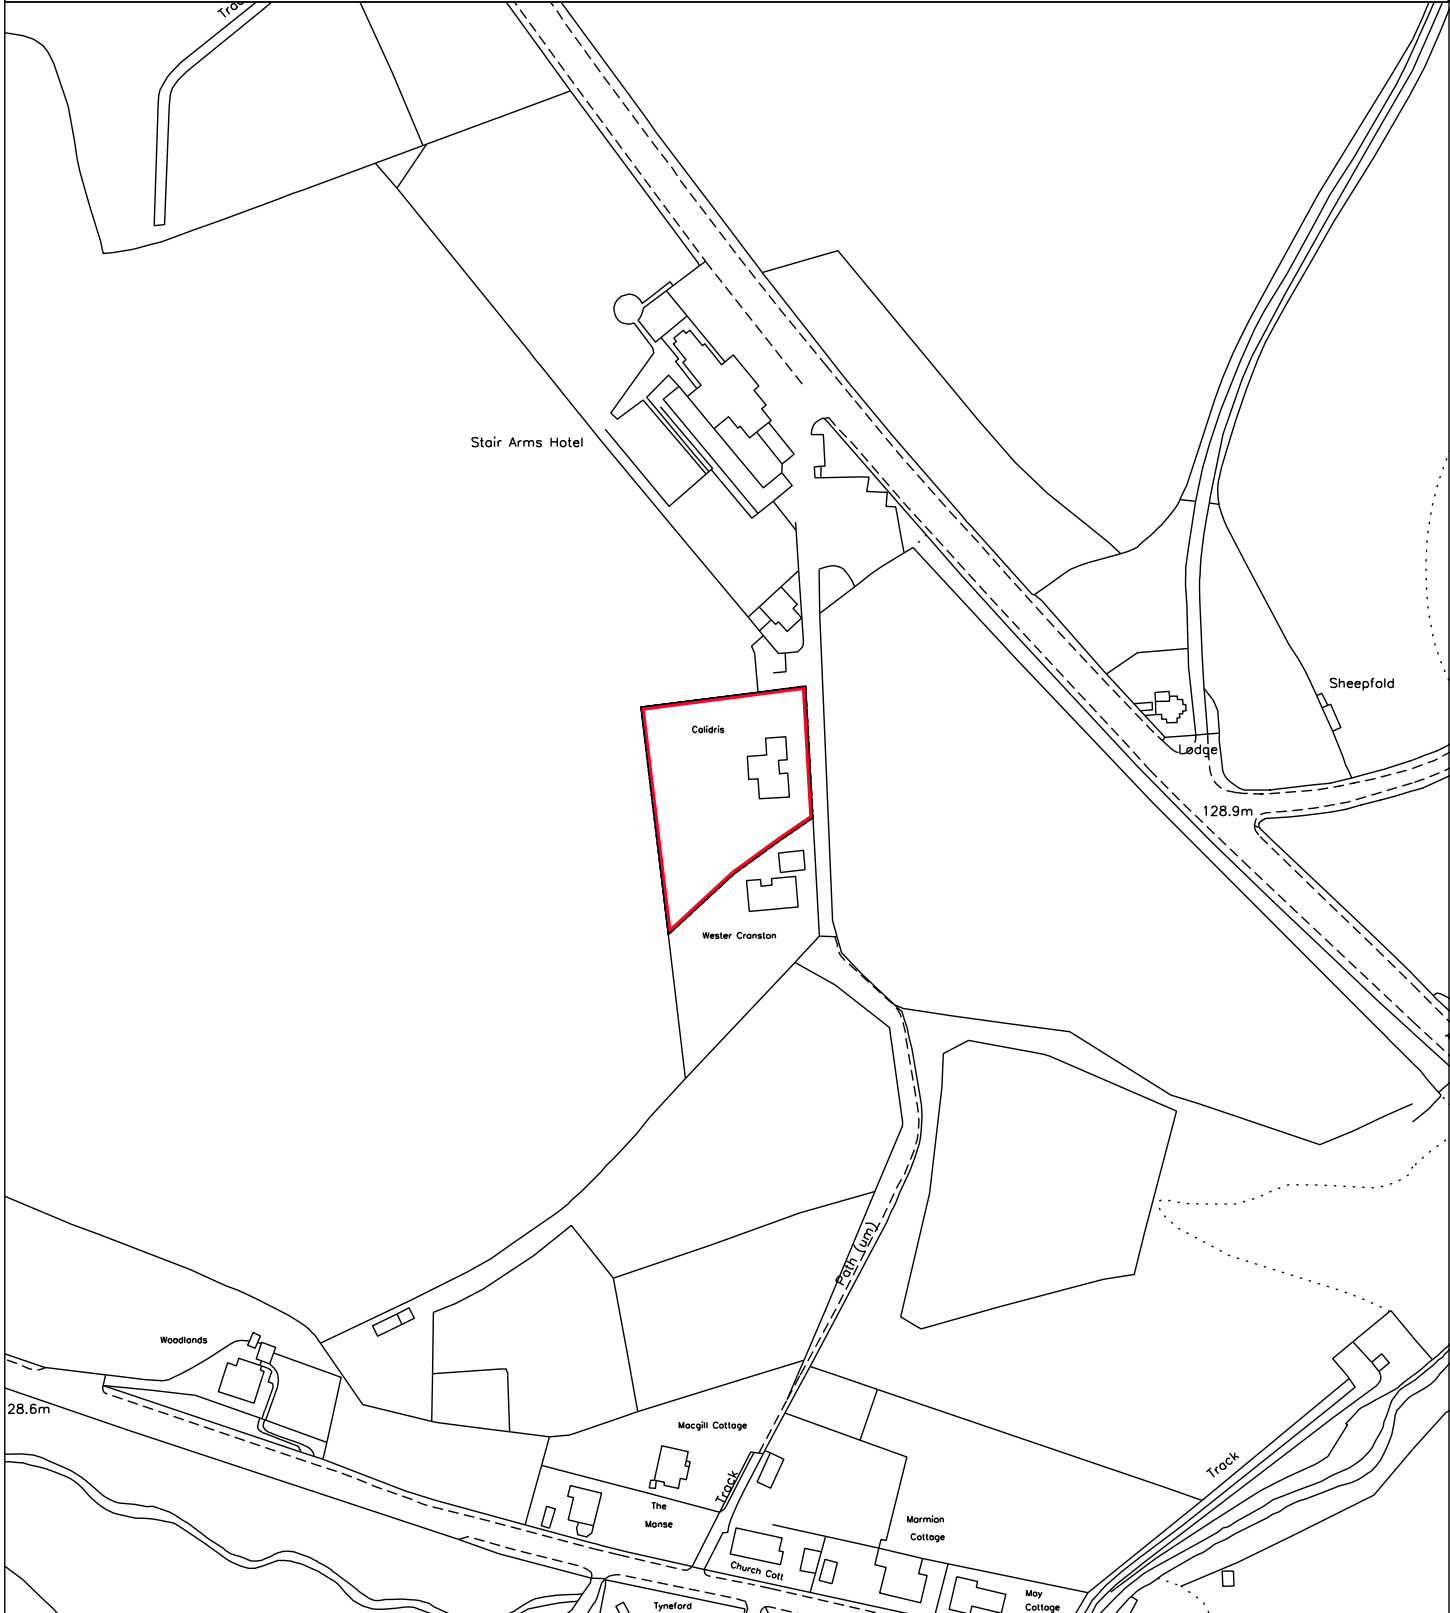 Stair Arms Hotel
Sheepfold
Calidris
Lodge
128.9m
Wester Cranston
Path (um)
Woodlands
28.6m
Macgill Cottage
Track
Track
The
Manse
Marmion
Cottage
Church Cott
May
Cottage
Tyneford